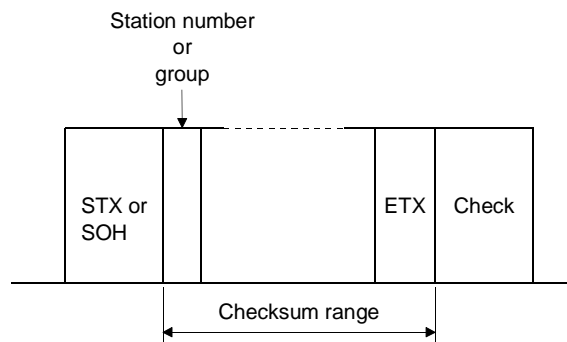 Station number
or
group
STX or
SOH
ETX
Check
Checksum range